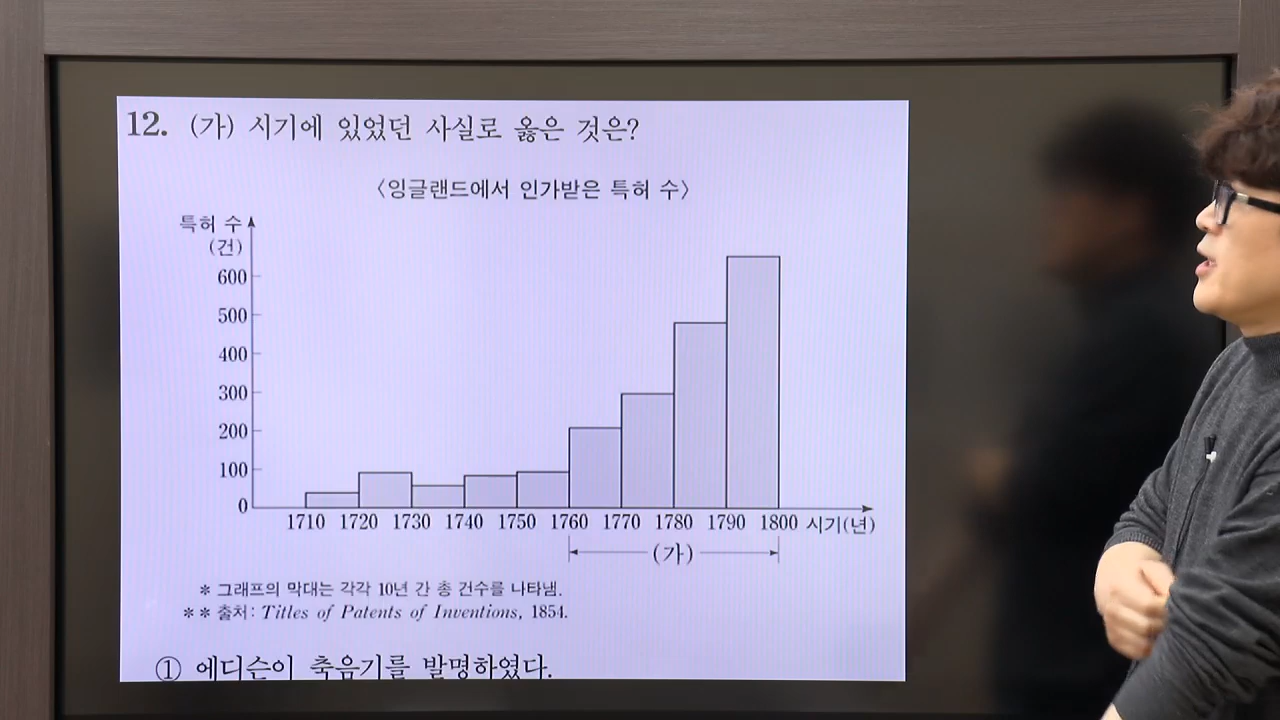 12. (가) 시기에 있었던 사실로 옳은 것은?
〈잉글랜드에서 인가받은 특허 수〉
특허 수
(건)
600
500
400
300
200
100
0
1710 1720 1730 1740 1750 1760 1770 1780 1790 1800 시기(년)
(가)
* 그래프의 막대는 각각 10년 간 총 건수를 나타냄.
** 출처: Titles of Patents of Inventions, 1854.
① 에디슨이 축음기를 발명하였다.